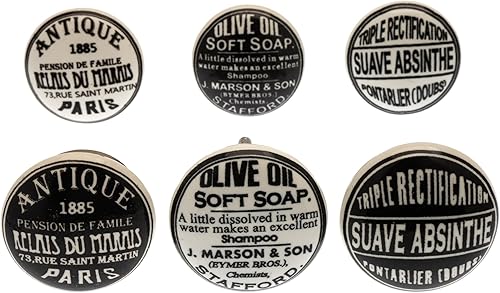 ANTIQUE
1885
PENSION DE FAMILE
RELAIS DU MARAIS
73,RUE SAINT MARTIN
PARIS
OLIVE OIL
SOFT SOAP.
A little dissolved in warm
water makes an excellent
Shampoo
J. MARSON & SON
(EYMER BROS.)
Chemists,
STAFFORD.
TRIPLE RECTIFICATION
SUAVE ABSINTHE
PONTARLIER (DOUBS)
ANTIQUE
1885
PENSION DE FAMILE
RELAIS DU MARAIS
73,RUE SAINT MARTIN
PARIS
OLIVE OIL
SOFT SOAP.
A little dissolved in warm
water makes an excellent
Shampoo
J. MARSON & SON
(EYMER BROS.),
Chemists,
STAFFORD.
TRIPLE RECTIFICATION
SUAVE ABSINTHE
PONTARLIER (DOUBS)